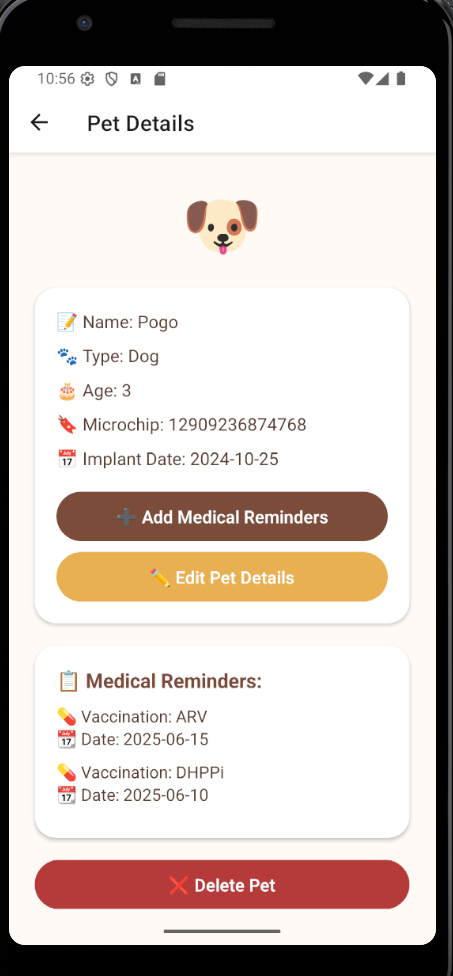 10:56
Pet Details
Name: Pogo
Type: Dog
Age: 3
Microchip: 12909236874768
Implant Date: 2024-10-25
Add Medical Reminders
Edit Pet Details
Medical Reminders:
Vaccination: ARV
Date: 2025-06-15
Vaccination: DHPPi
Date: 2025-06-10
Delete Pet